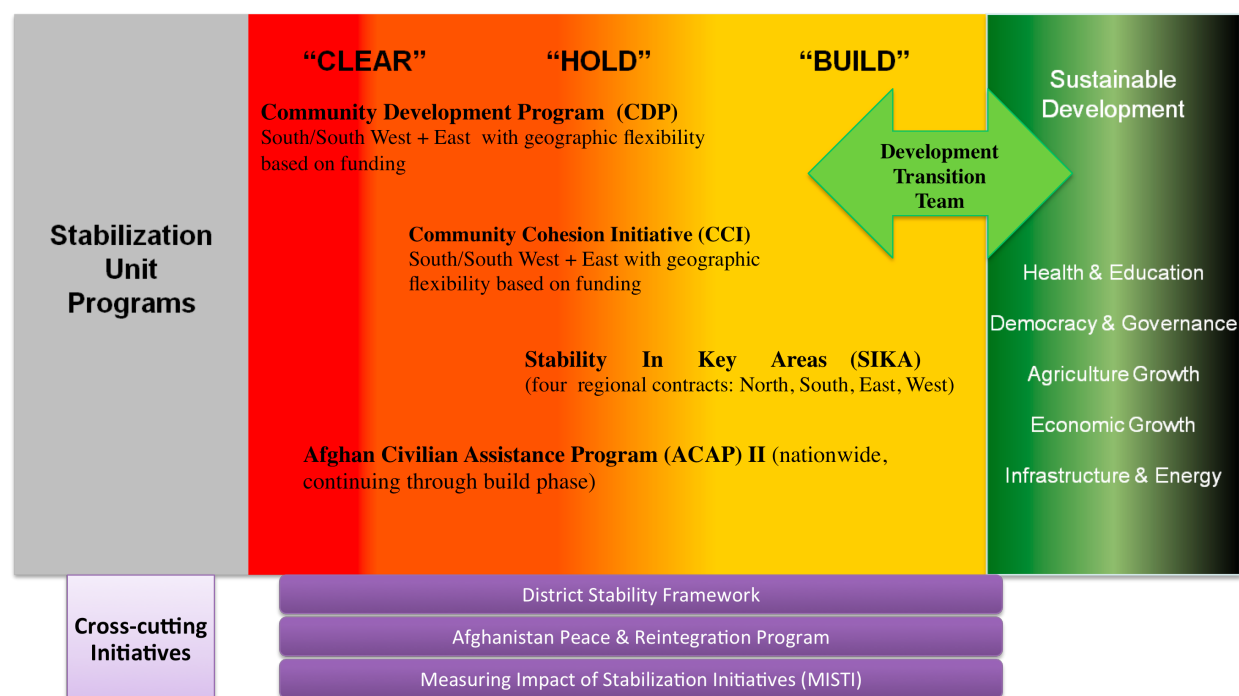 Stabilization
Unit
Programs
“CLEAR”
“HOLD”
“BUILD”
Community Development Program (CDP)
South/South West + East with geographic flexibility
based on funding
Community Cohesion Initiative (CCI)
South/South West + East with geographic
flexibility based on funding
Stability In Key Areas (SIKA)
(four regional contracts: North, South, East, West)
Afghan Civilian Assistance Program (ACAP) II (nationwide,
continuing through build phase)
Development
Transition
Team
Sustainable
Development
Health & Education
Democracy & Governance
Agriculture Growth
Economic Growth
Infrastructure & Energy
Cross-cutting
Initiatives
District Stability Framework
Afghanistan Peace & Reintegration Program
Measuring Impact of Stabilization Initiatives (MISTI)